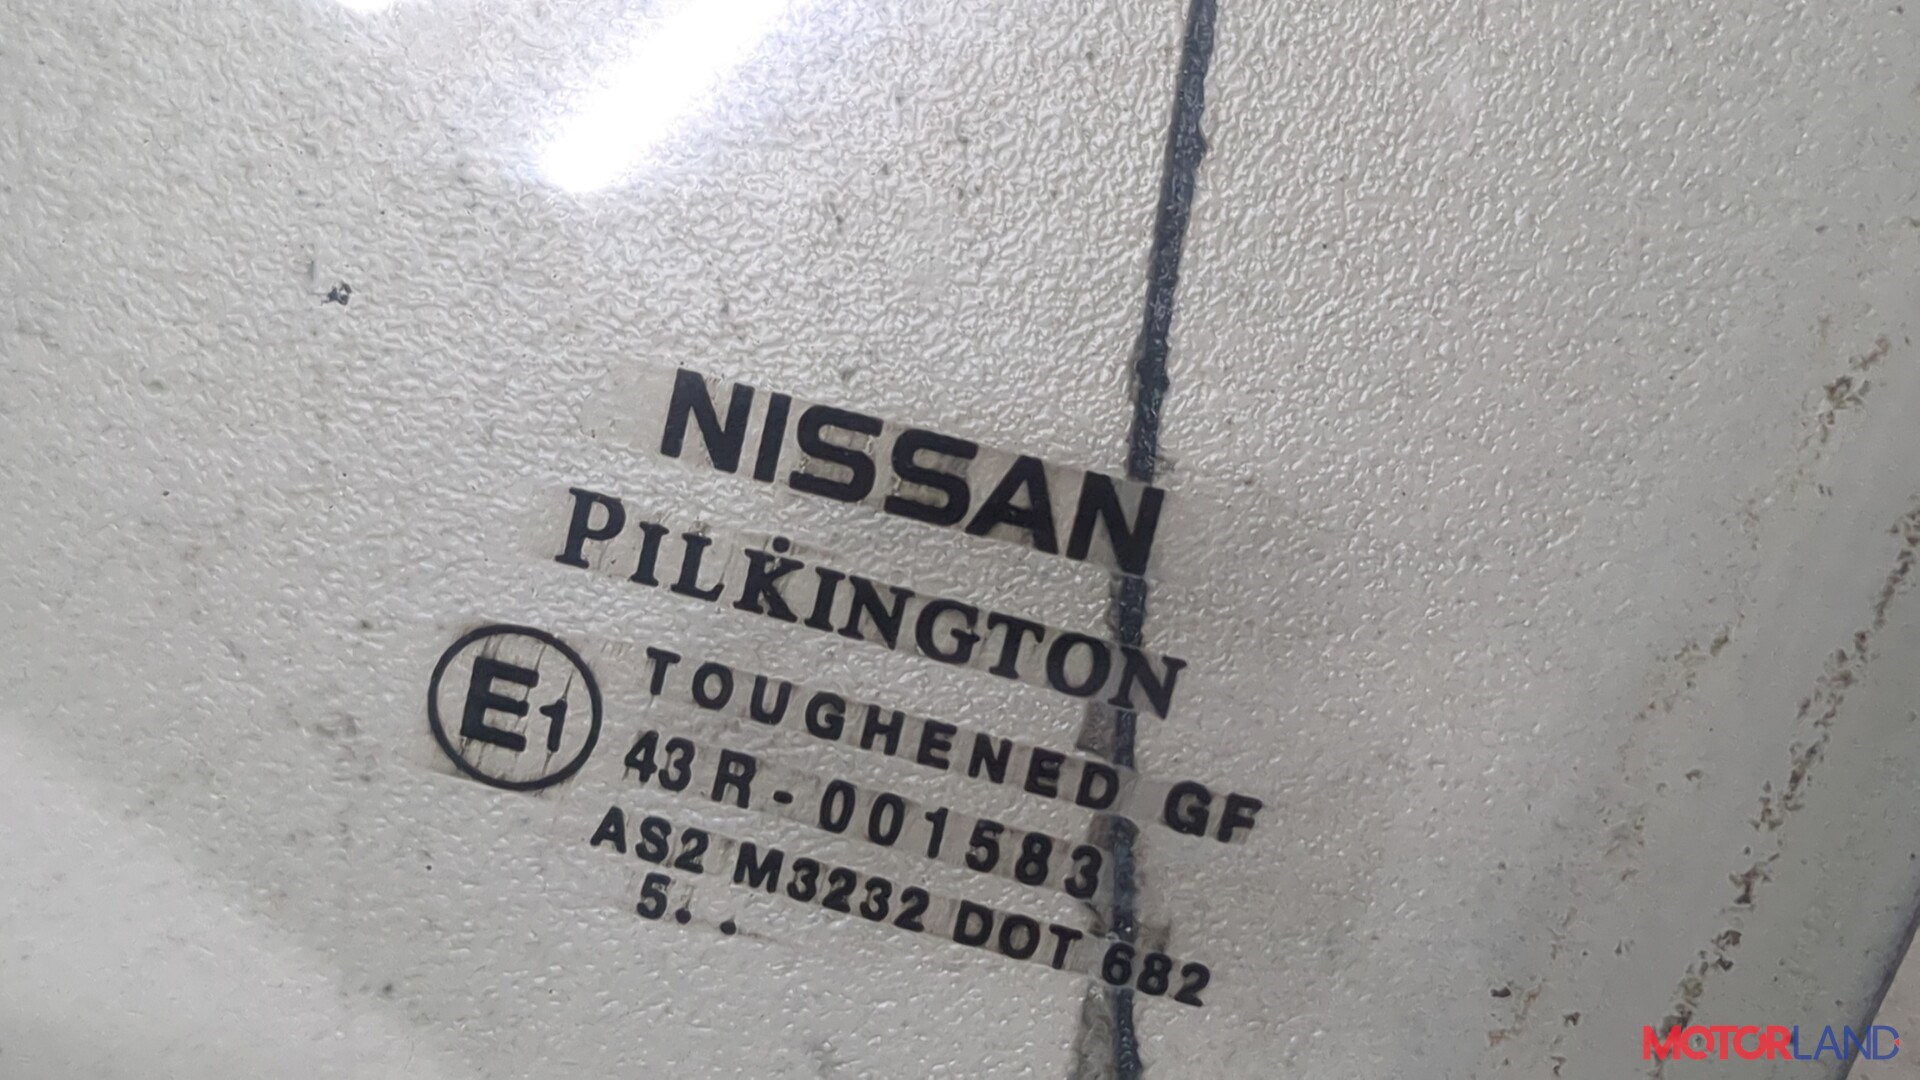 NISSAN
PILKINGTON
E1
TOUGHENED GF
43R-001583
AS2 M3232 DOT 682
5. .
MOTORLAND